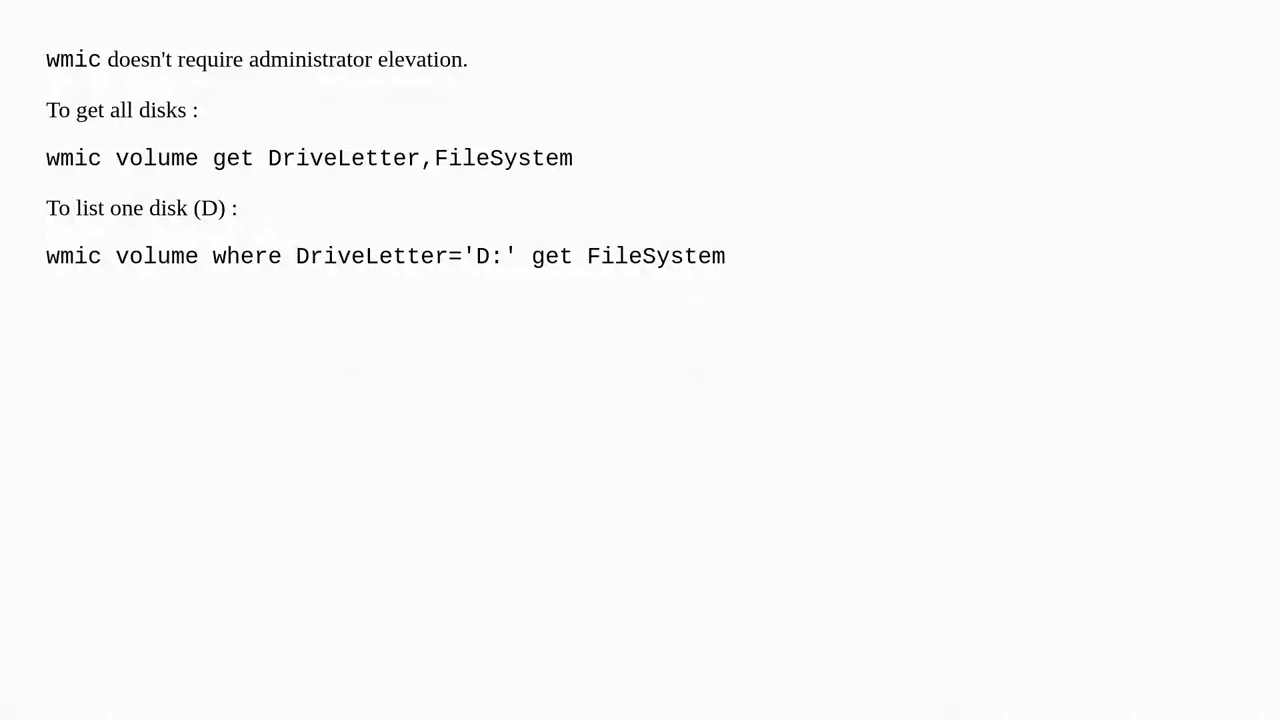 wmic doesn't require administrator elevation.
To get all disks :
wmic volume get DriveLetter,FileSystem
To list one disk (D) :
wmic volume where DriveLetter='D:' get FileSystem